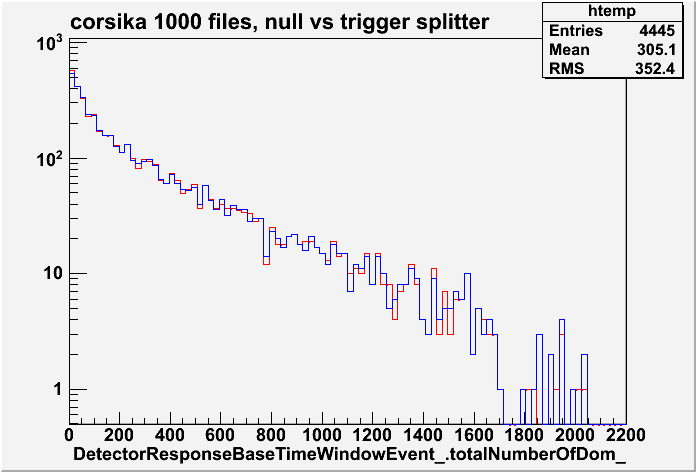 corsika 1000 files, null vs trigger splitter
htemp
Entries 4445
Mean 305.1
RMS 352.4
10³
10²
10
1
0 200 400 600 800 1000 1200 1400 1600 1800 2000 2200
DetectorResponseBaseTimeWindowEvent_.totalNumberOfDom_